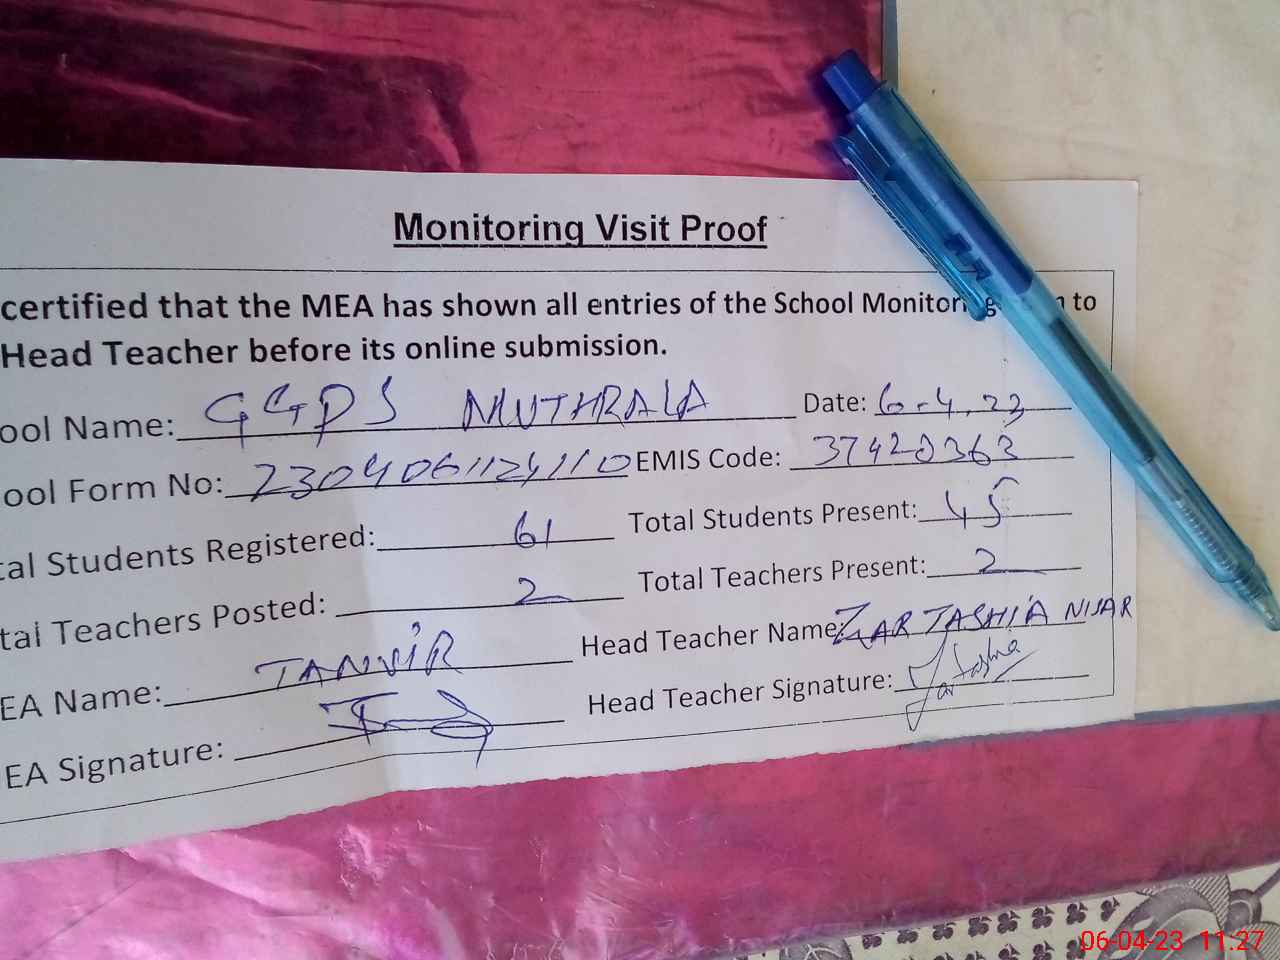 Monitoring Visit Proof
certified that the MEA has shown all entries of the School Monitoring to
Head Teacher before its online submission.
ool Name: GGPS MUTHRALA Date: 6.4.23
ool Form No: 230406112110 EMIS Code: 37420363
tal Students Registered: 61 Total Students Present: 45
tal Teachers Posted: 2 Total Teachers Present: 2
EA Name: TANVIR Head Teacher Name: ZARTASHIA NISAR
EA Signature: Head Teacher Signature: Zartashia
06-04-23 11:27